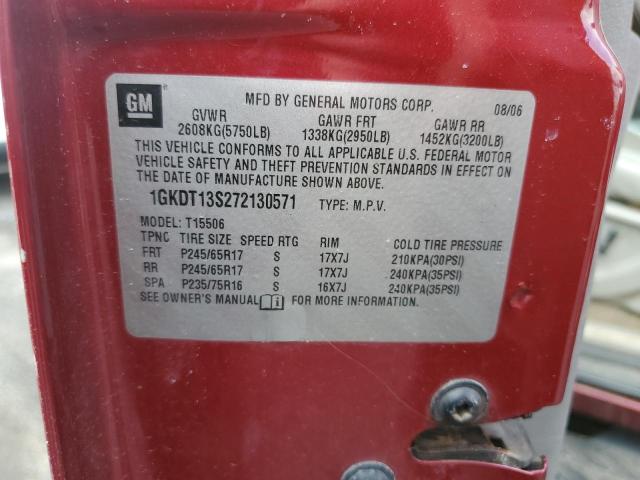 GM
MFD BY GENERAL MOTORS CORP. 08/06
GVWR GAWR FRT GAWR RR
2608KG(5750LB) 1338KG(2950LB) 1452KG(3200LB)
THIS VEHICLE CONFORMS TO ALL APPLICABLE U.S. FEDERAL MOTOR
VEHICLE SAFETY AND THEFT PREVENTION STANDARDS IN EFFECT ON
THE DATE OF MANUFACTURE SHOWN ABOVE.
1GKDT13S272130571 TYPE: M.P.V.
MODEL: T15506
TPNC TIRE SIZE SPEED RTG RIM COLD TIRE PRESSURE
FRT P245/65R17 S 17X7J 210KPA(30PSI)
RR P245/65R17 S 17X7J 240KPA(35PSI)
SPA P235/75R16 S 16X7J 240KPA(35PSI)
SEE OWNER'S MANUAL i FOR MORE INFORMATION.